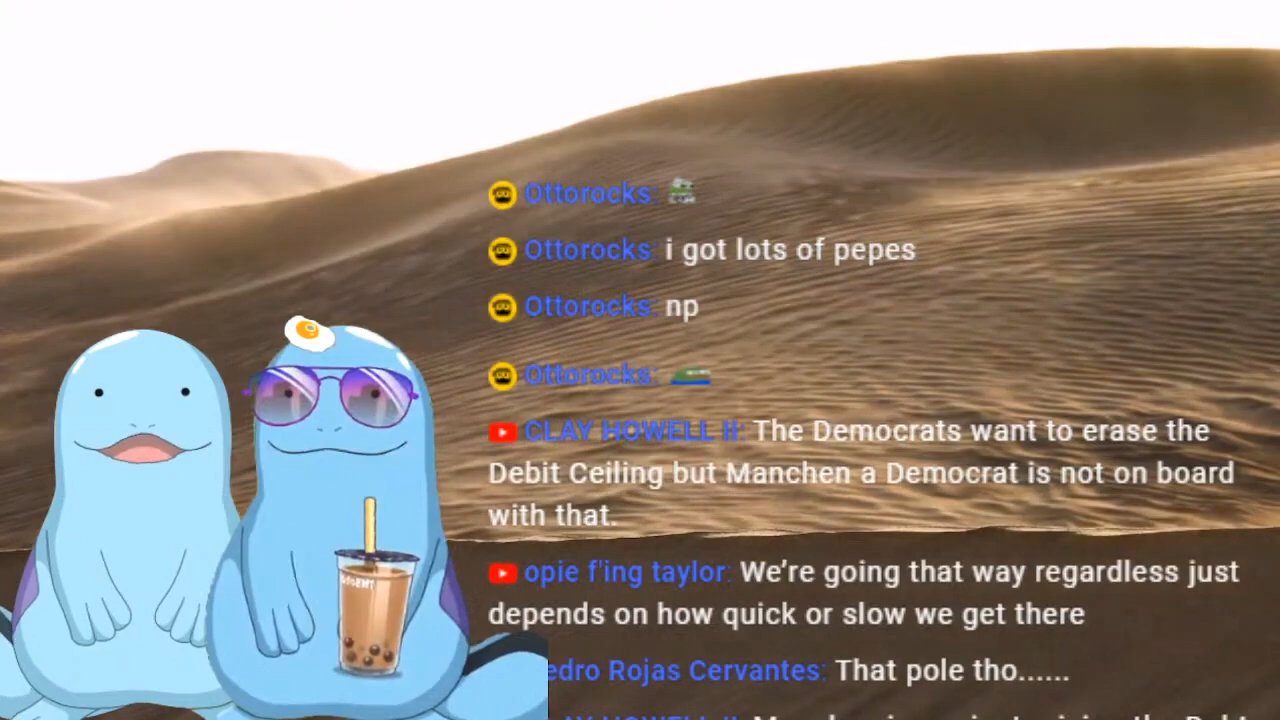 Ottorocks:
Ottorocks: i got lots of pepes
Ottorocks: np
Ottorocks:
CLAY HOWELL II: The Democrats want to erase the
Debit Ceiling but Manchen a Democrat is not on board
with that.
opie f'ing taylor: We’re going that way regardless just
depends on how quick or slow we get there
edro Rojas Cervantes: That pole tho......